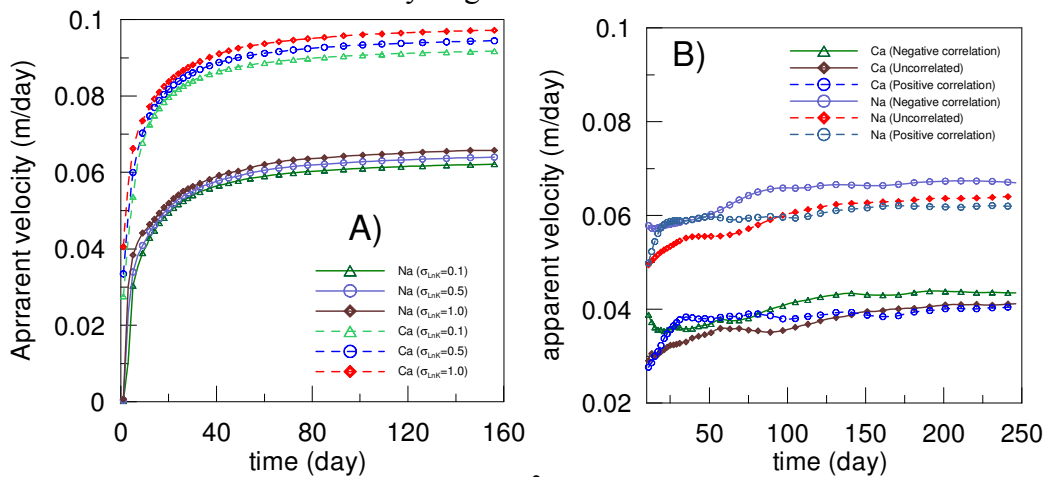 Aprrarent velocity (m/day)
0.1
0.08
0.06
0.04
0.02
0
0
40
80
120
160
time (day)
A)
Na (σLnK=0.1)
Na (σLnK=0.5)
Na (σLnK=1.0)
Ca (σLnK=0.1)
Ca (σLnK=0.5)
Ca (σLnK=1.0)
B)
Ca (Negative correlation)
Ca (Uncorrelated)
Ca (Positive correlation)
Na (Negative correlation)
Na (Uncorrelated)
Na (Positive correlation)
apparent velocity (m/day)
0.1
0.08
0.06
0.04
0.02
50
100
150
200
250
time (day)